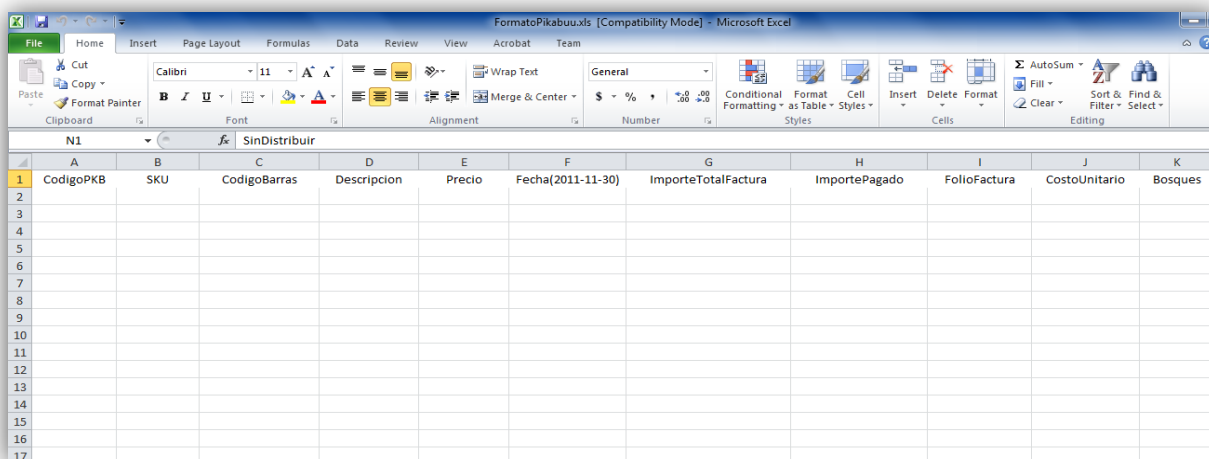 FormatoPikabuu.xls [Compatibility Mode] - Microsoft Excel
File Home Insert Page Layout Formulas Data Review View Acrobat Team
Cut
Copy
Format Painter
Paste
Clipboard
Calibri 11
B I U
Font
Wrap Text
Merge & Center
Alignment
General
$ % ,
Number
Conditional Formatting
Format as Table
Cell Styles
Styles
Insert Delete Format
Cells
Σ AutoSum
Fill
Clear
Sort & Filter
Find & Select
Editing
N1 fx SinDistribuir
A B C D E F G H I J K
1 CodigoPKB SKU CodigoBarras Descripcion Precio Fecha(2011-11-30) ImporteTotalFactura ImportePagado FolioFactura CostoUnitario Bosques
2
3
4
5
6
7
8
9
10
11
12
13
14
15
16
17